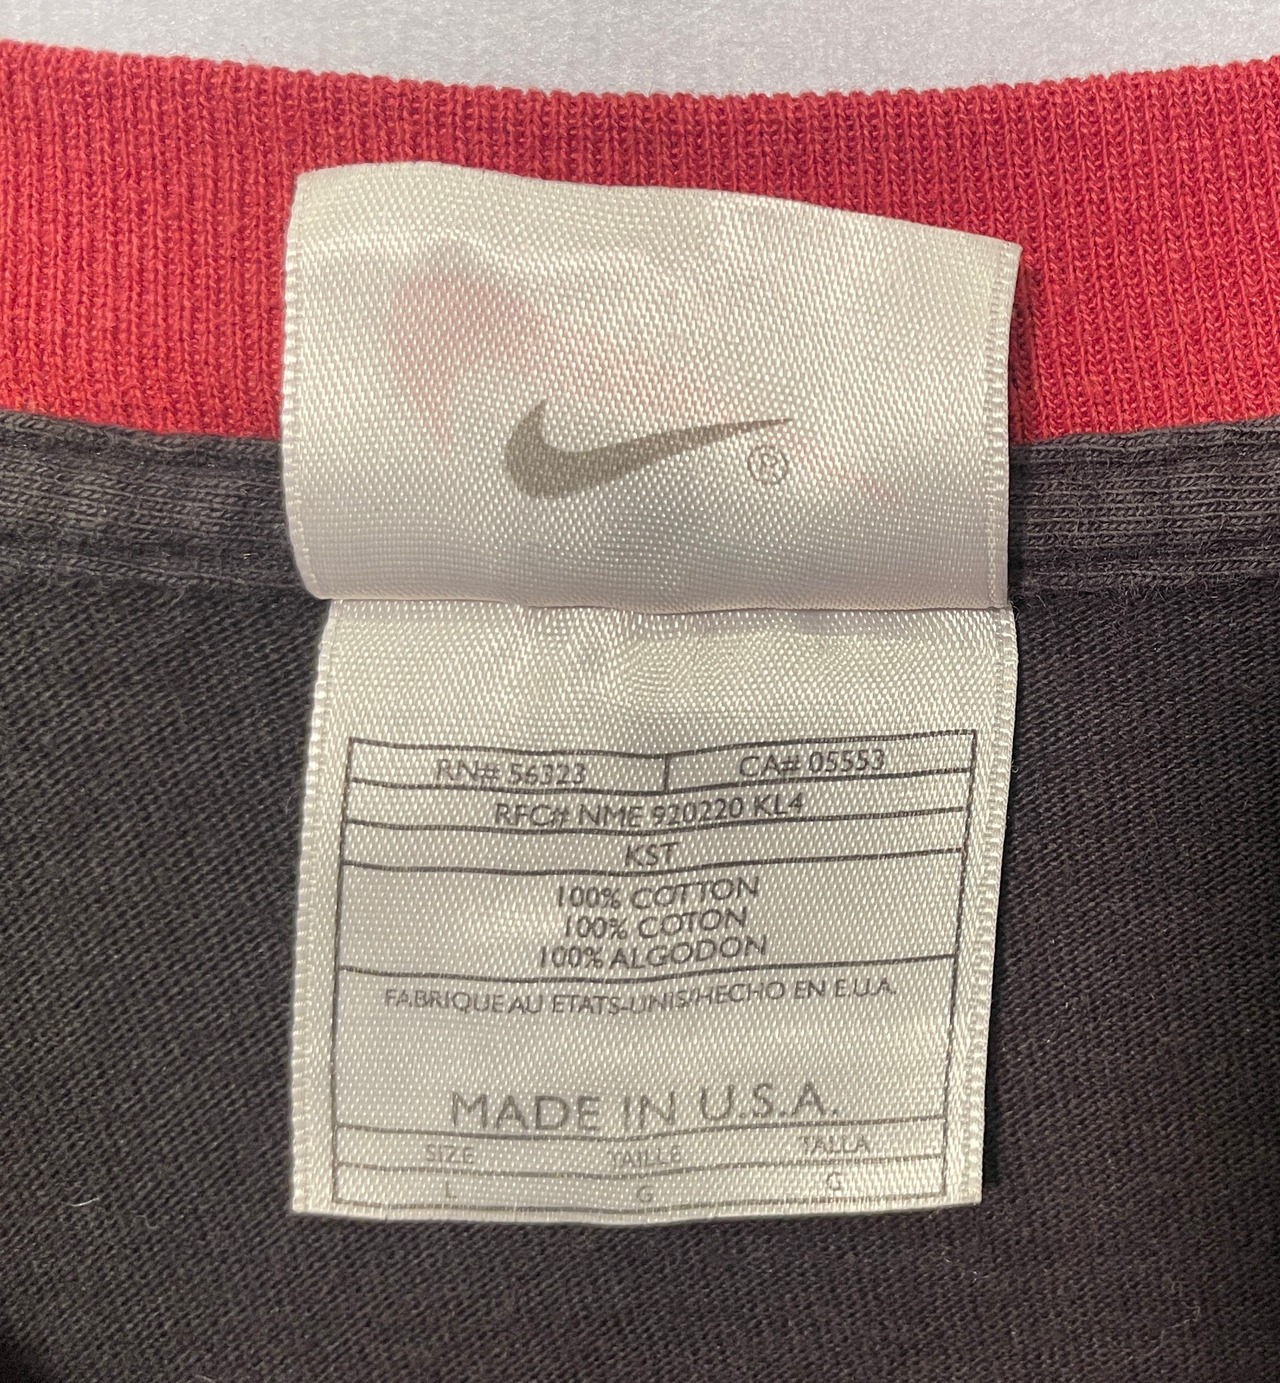 ®
RN# 56323 CA# 05553
RFC# NME 920220 KL4
KST
100% COTTON
100% COTON
100% ALGODON
FABRIQUE AU ETATS-UNIS/HECHO EN E.U.A.
MADE IN U.S.A.
SIZE TAILLE TALLA
L G G